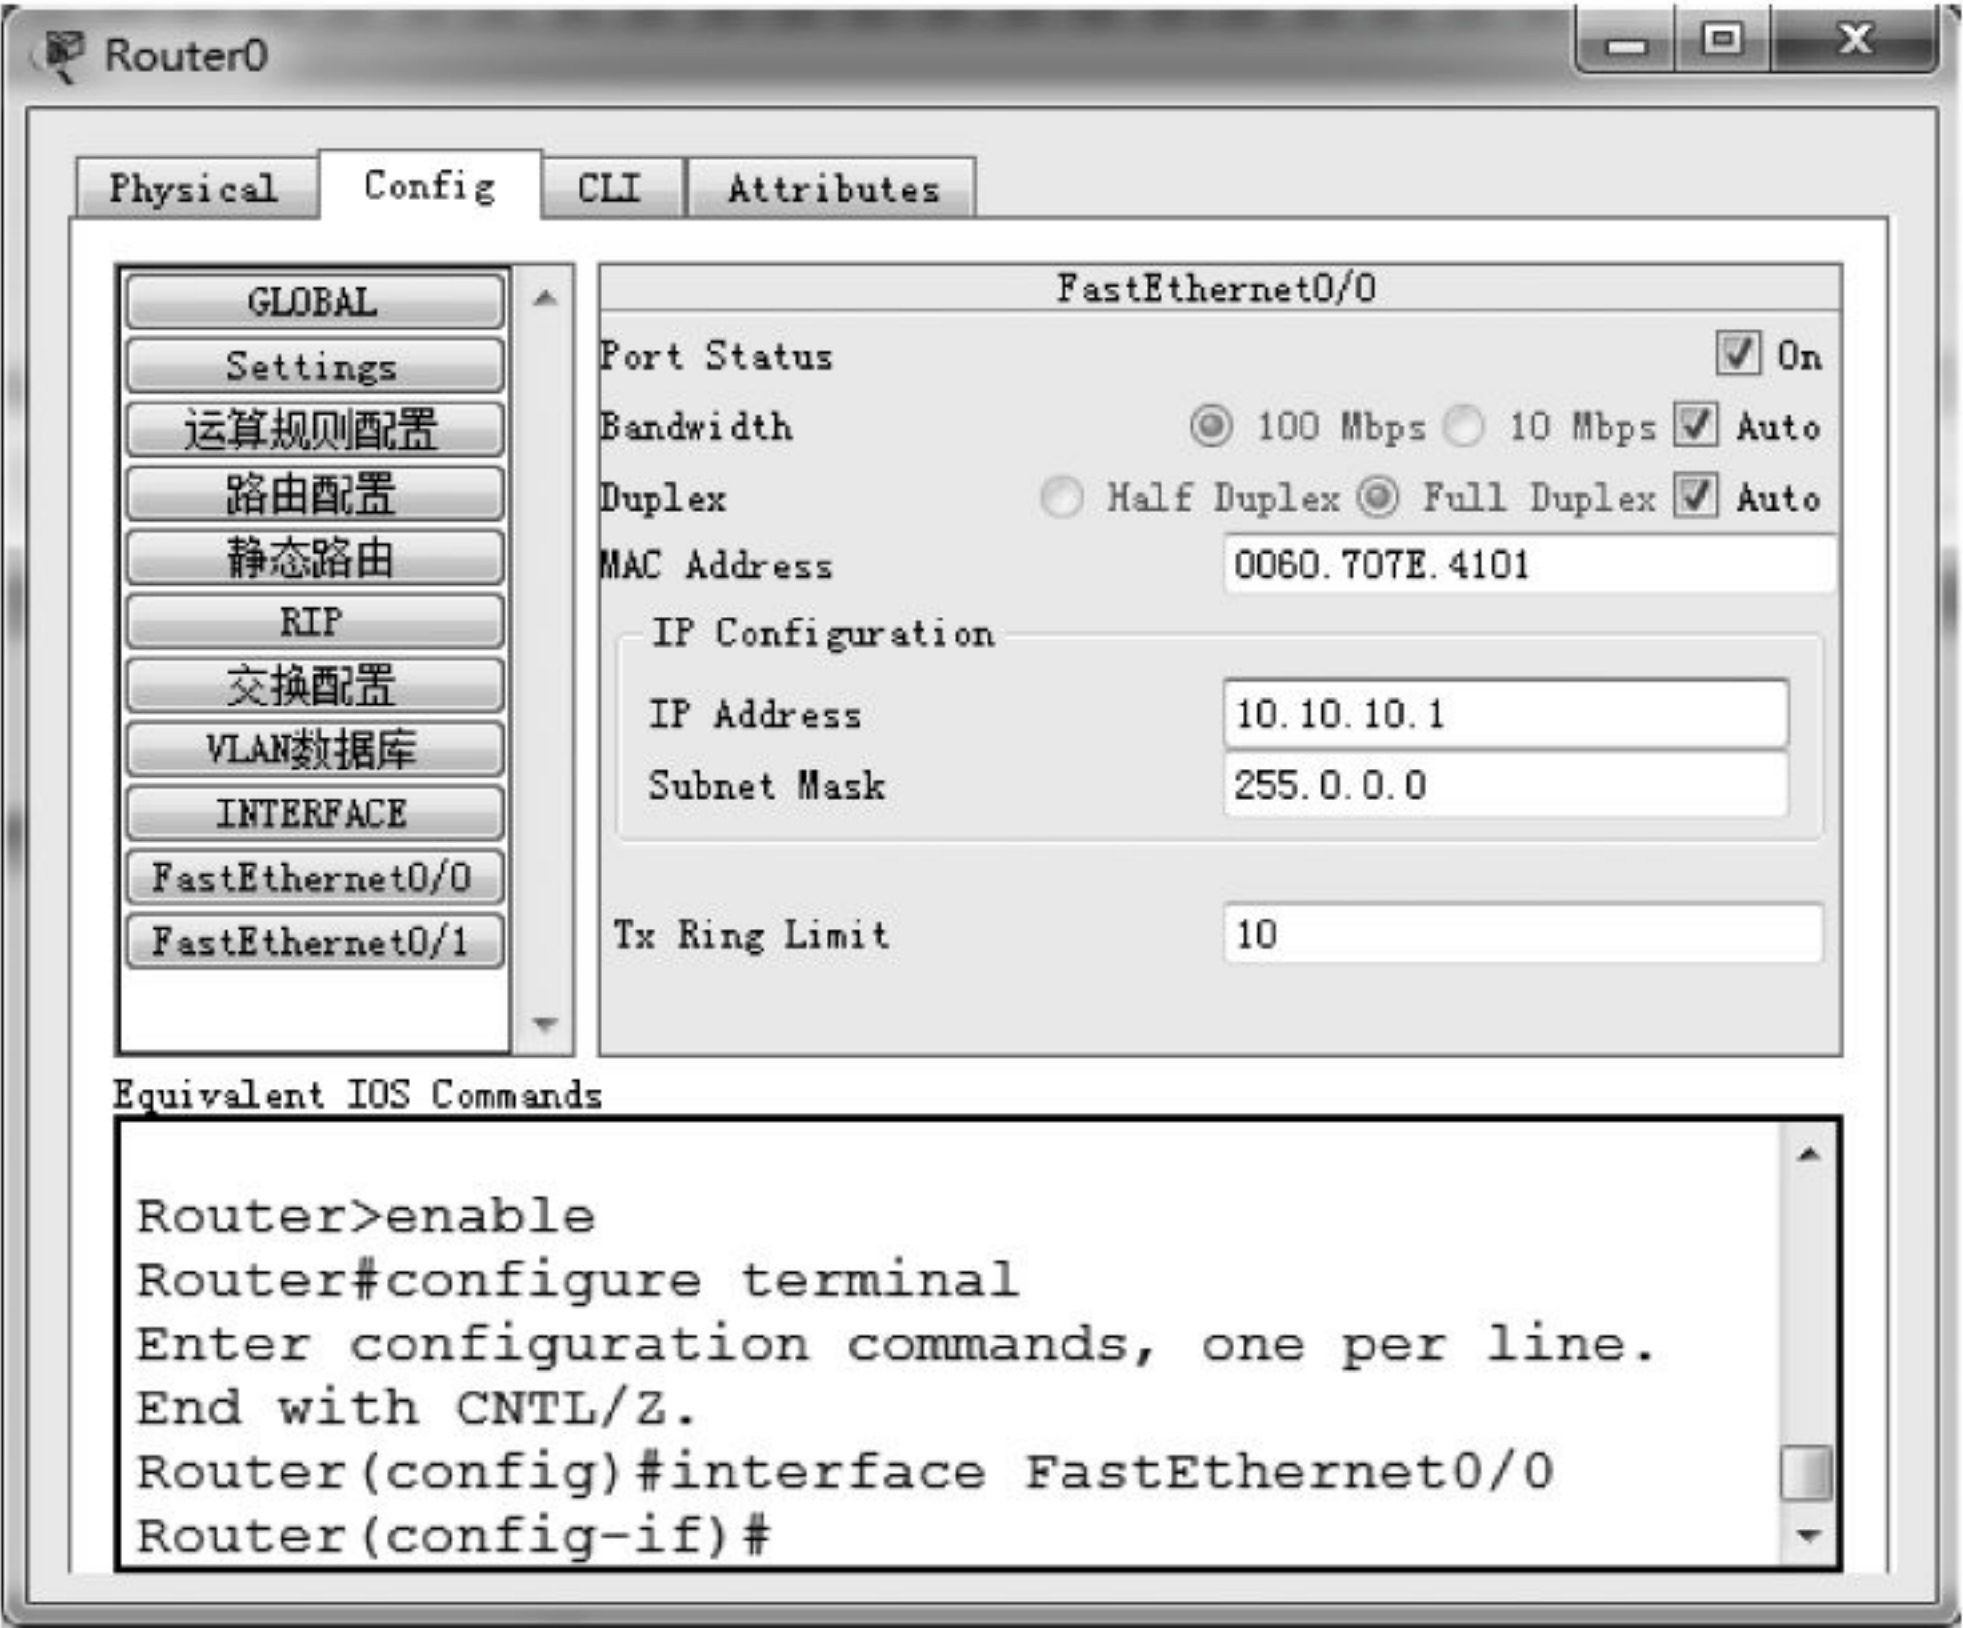 Router0
Physical Config CLI Attributes
GLOBAL
Settings
运算规则配置
路由配置
静态路由
RIP
交换配置
VLAN数据库
INTERFACE
FastEthernet0/0
FastEthernet0/1
FastEthernet0/0
Port Status On
Bandwidth 100 Mbps 10 Mbps Auto
Duplex Half Duplex Full Duplex Auto
MAC Address 0060.707E.4101
IP Configuration
IP Address 10.10.10.1
Subnet Mask 255.0.0.0
Tx Ring Limit 10
Equivalent IOS Commands
Router>enable
Router#configure terminal
Enter configuration commands, one per line.
End with CNTL/Z.
Router(config)#interface FastEthernet0/0
Router(config-if)#